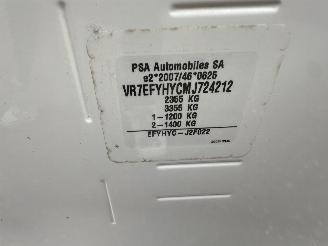 PSA Automobiles SA
e2*2007/46*0625
VR7EFYHYCMJ724212
2355 KG
3355 KG
1-1200 KG
2-1400 KG
EFYHYC-J2F022